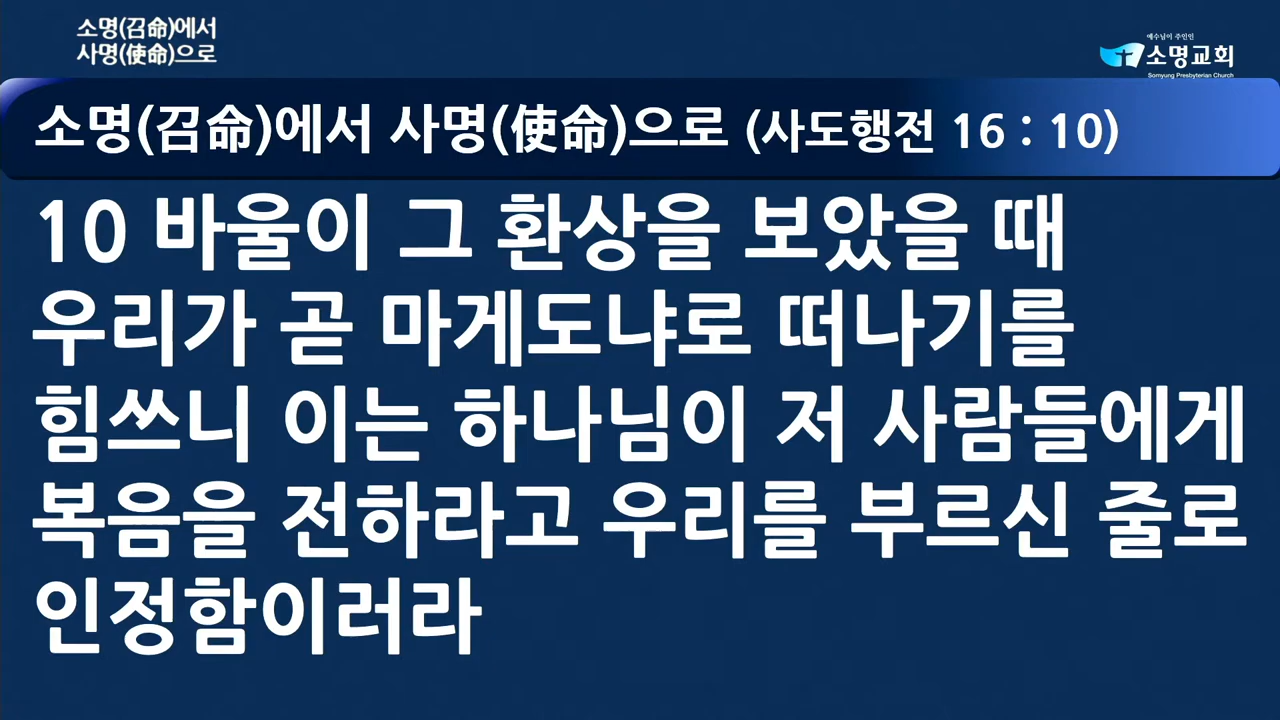 소명(召命)에서
사명(使命)으로
예수님이 주인인
소명교회
Somyung Presbyterian Church
소명(召命)에서 사명(使命)으로 (사도행전 16 : 10)
10 바울이 그 환상을 보았을 때
우리가 곧 마게도냐로 떠나기를
힘쓰니 이는 하나님이 저 사람들에게
복음을 전하라고 우리를 부르신 줄로
인정함이러라